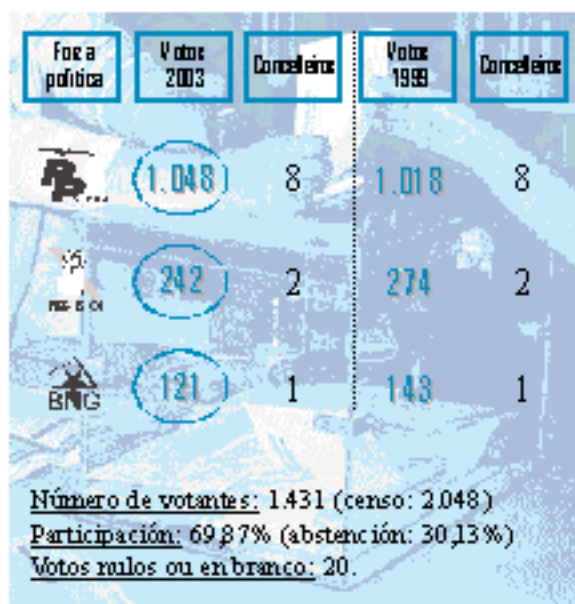 Forza Votos Concelleiros Votos Concelleiros
política 2003 1999
PP 1.048 8 1.018 8
242 2 274 2
BNG 121 1 143 1
Número de votantes: 1.431 (censo: 2.048)
Participación: 69,87% (abstención: 30,13%)
Votos nulos ou en branco: 20.